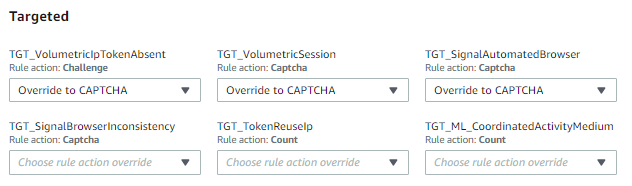 Targeted
TGT_VolumetricIpTokenAbsent TGT_VolumetricSession TGT_SignalAutomatedBrowser
Rule action: Challenge Rule action: Captcha Rule action: Captcha
Override to CAPTCHA Override to CAPTCHA Override to CAPTCHA
TGT_SignalBrowserInconsistency TGT_TokenReuseIp TGT_ML_CoordinatedActivityMedium
Rule action: Captcha Rule action: Count Rule action: Count
Choose rule action override Choose rule action override Choose rule action override